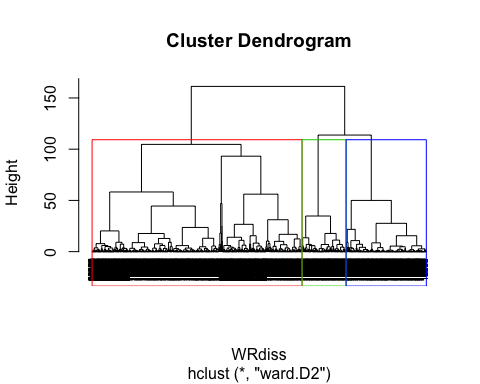 Cluster Dendrogram
Height
150
100
50
0
WRdiss
hclust (*, "ward.D2")